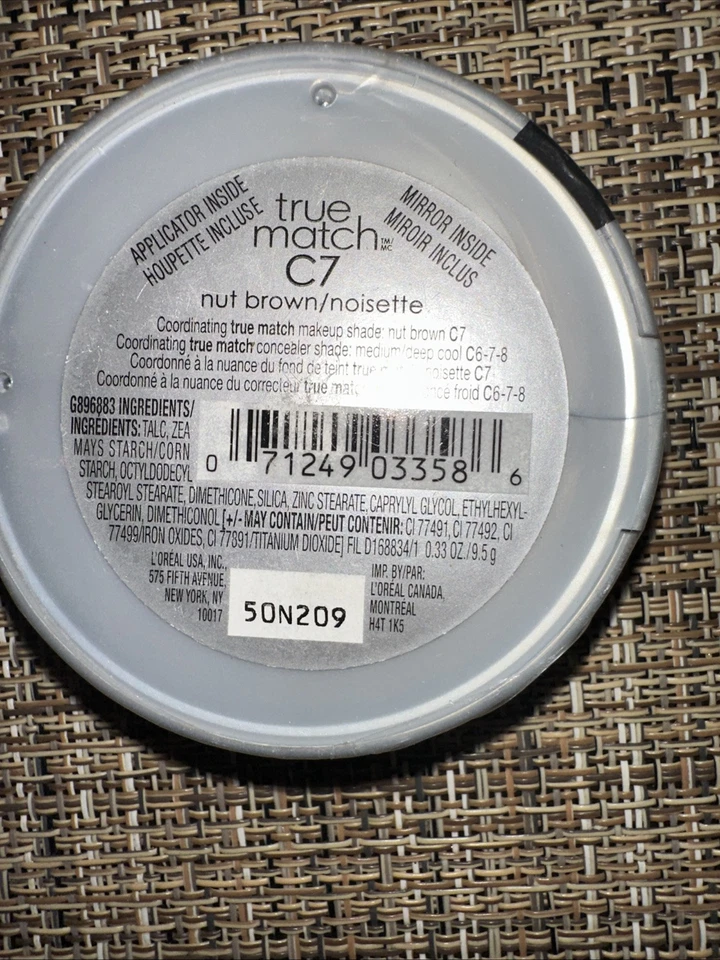 APPLICATOR INSIDE
HOUPETTE INCLUSE
true
match TM/MC
MIRROR INSIDE
MIROIR INCLUS
C7
nut brown/noisette
Coordinating true match makeup shade: nut brown C7
Coordinating true match concealer shade: medium/deep cool C6-7-8
Coordonné à la nuance du fond de teint true noisette C7
Coordonné à la nuance du correcteur true froid C6-7-8
G896883 INGREDIENTS/
INGRÉDIENTS: TALC, ZEA
MAYS STARCH/CORN
STARCH, OCTYLDODECYL
0 71249 03358 6
STEAROYL STEARATE, DIMETHICONE, SILICA, ZINC STEARATE, CAPRYLYL GLYCOL, ETHYLHEXYL-
GLYCERIN, DIMETHICONOL [+/- MAY CONTAIN/PEUT CONTENIR: CI 77491, CI 77492, CI
77499/IRON OXIDES, CI 77891/TITANIUM DIOXIDE] FIL D168834/1 0.33 OZ./9.5 g
L'ORÉAL USA, INC.,
575 FIFTH AVENUE,
NEW YORK, NY
10017
50N209
IMP. BY/PAR:
L'ORÉAL CANADA,
MONTRÉAL
H4T 1K5